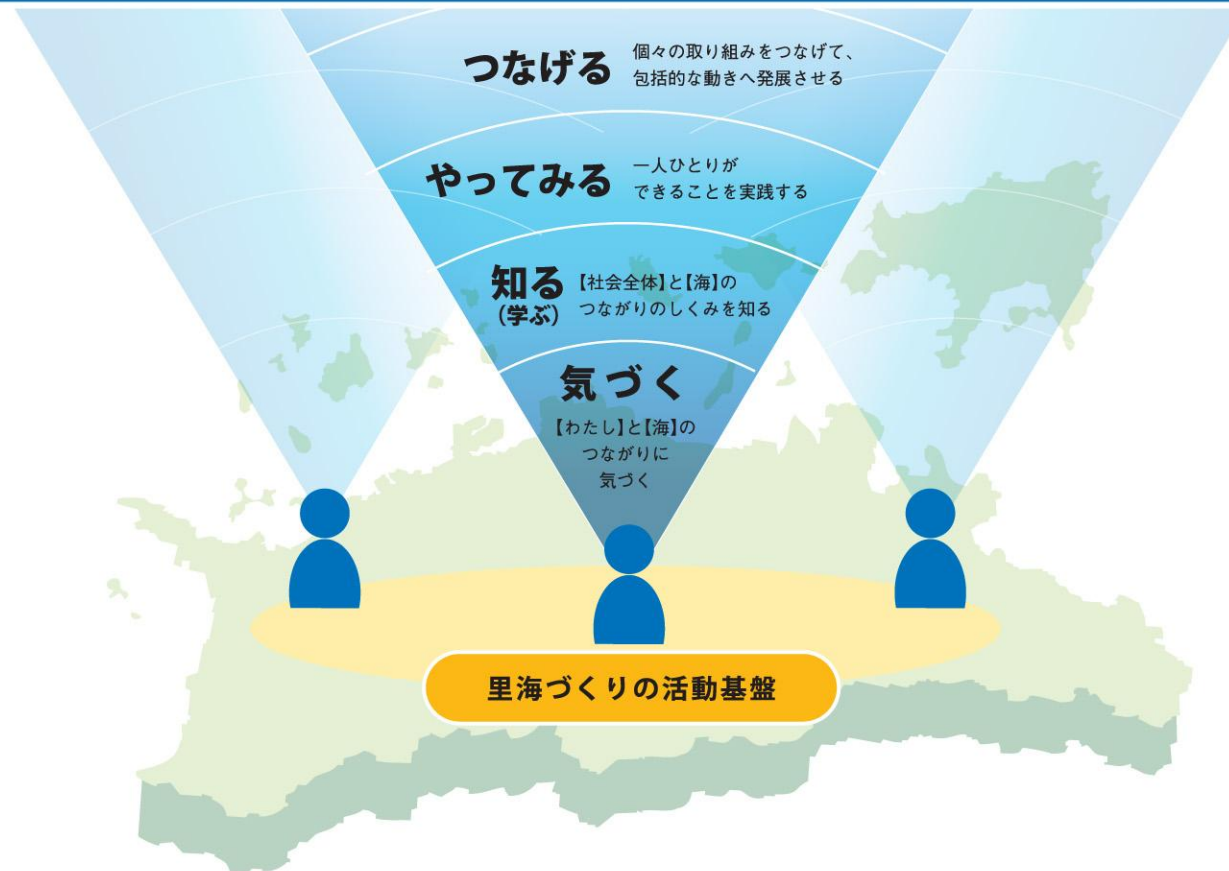 つなげる
個々の取り組みをつなげて、
包括的な動きへ発展させる
やってみる
一人ひとりが
できることを実践する
知る
(学ぶ)
【社会全体】と【海】の
つながりのしくみを知る
気づく
【わたし】と【海】の
つながりに
気づく
里海づくりの活動基盤